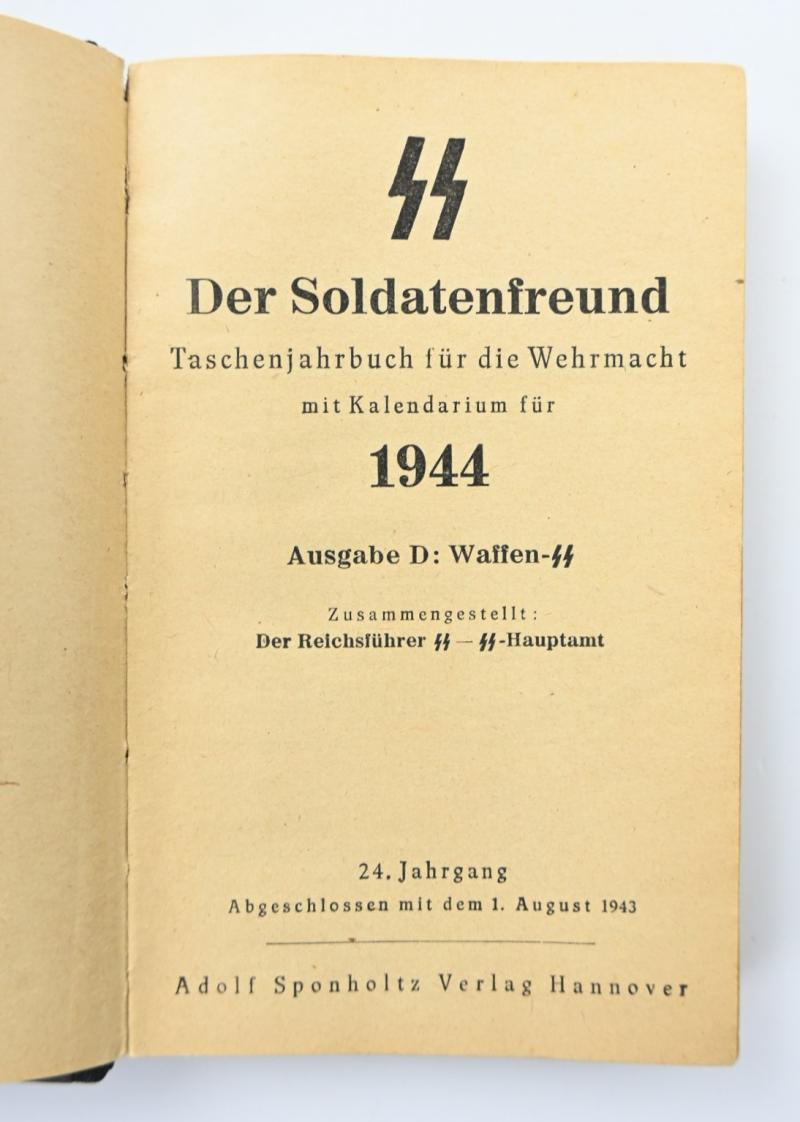 ᛋᛋ
Der Soldatenfreund
Taschenjahrbuch für die Wehrmacht
mit Kalendarium für
1944
Ausgabe D: Waffen-ᛋᛋ
Zusammengestellt:
Der Reichsführer ᛋᛋ — ᛋᛋ-Hauptamt
24. Jahrgang
Abgeschlossen mit dem 1. August 1943
Adolf Sponholtz Verlag Hannover